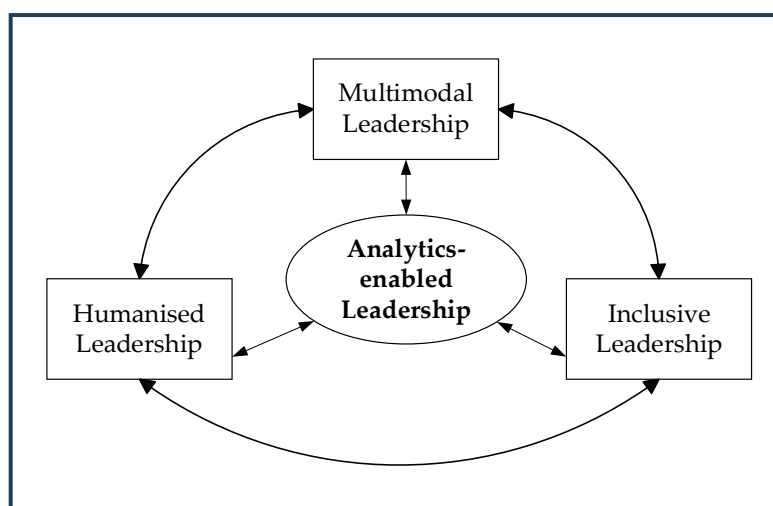 Multimodal
Leadership
Analytics-
enabled
Leadership
Humanised
Leadership
Inclusive
Leadership